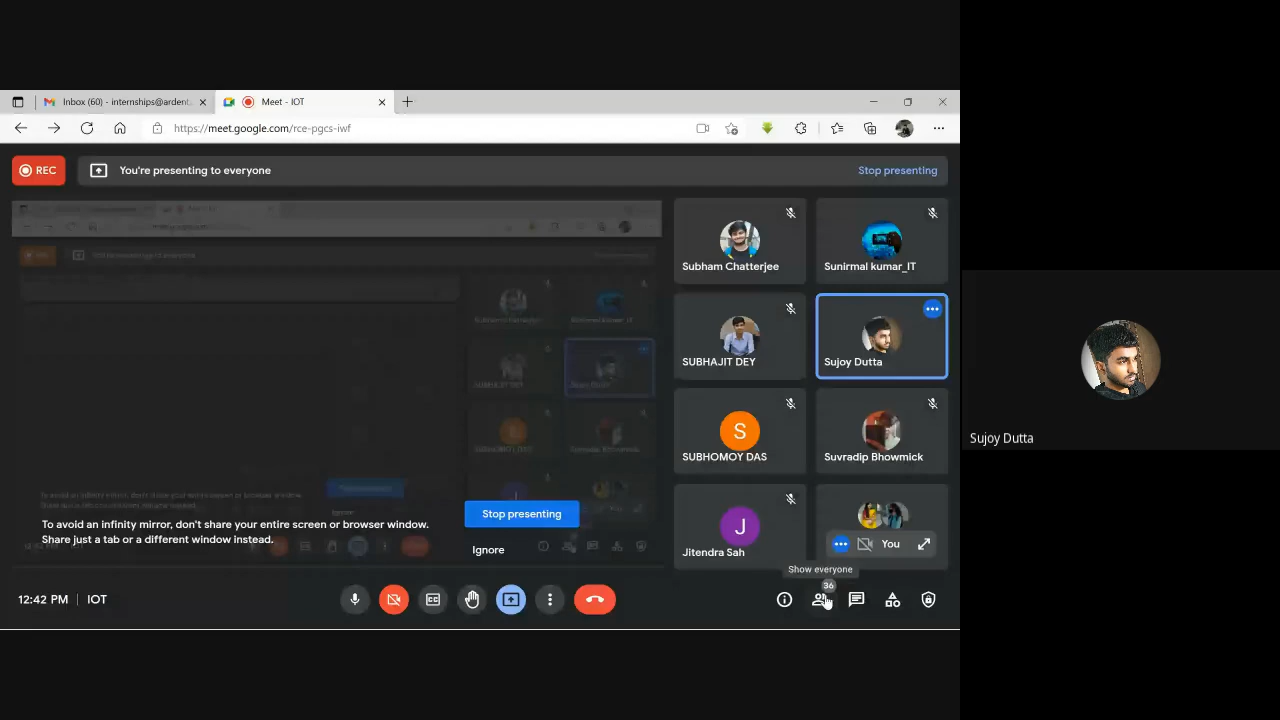 Inbox (60) - internships@ardent.
Meet - IOT
https://meet.google.com/rce-pgcs-iwf
REC
You're presenting to everyone
Stop presenting
Subham Chatterjee
Sunirmal kumar_IT
SUBHAJIT DEY
Sujoy Dutta
S
SUBHOMOY DAS
Suvradip Bhowmick
J
Jitendra Sah
You
To avoid an infinity mirror, don't share your entire screen or browser window.
Share just a tab or a different window instead.
Stop presenting
Ignore
Show everyone
36
12:42 PM | IOT
Sujoy Dutta